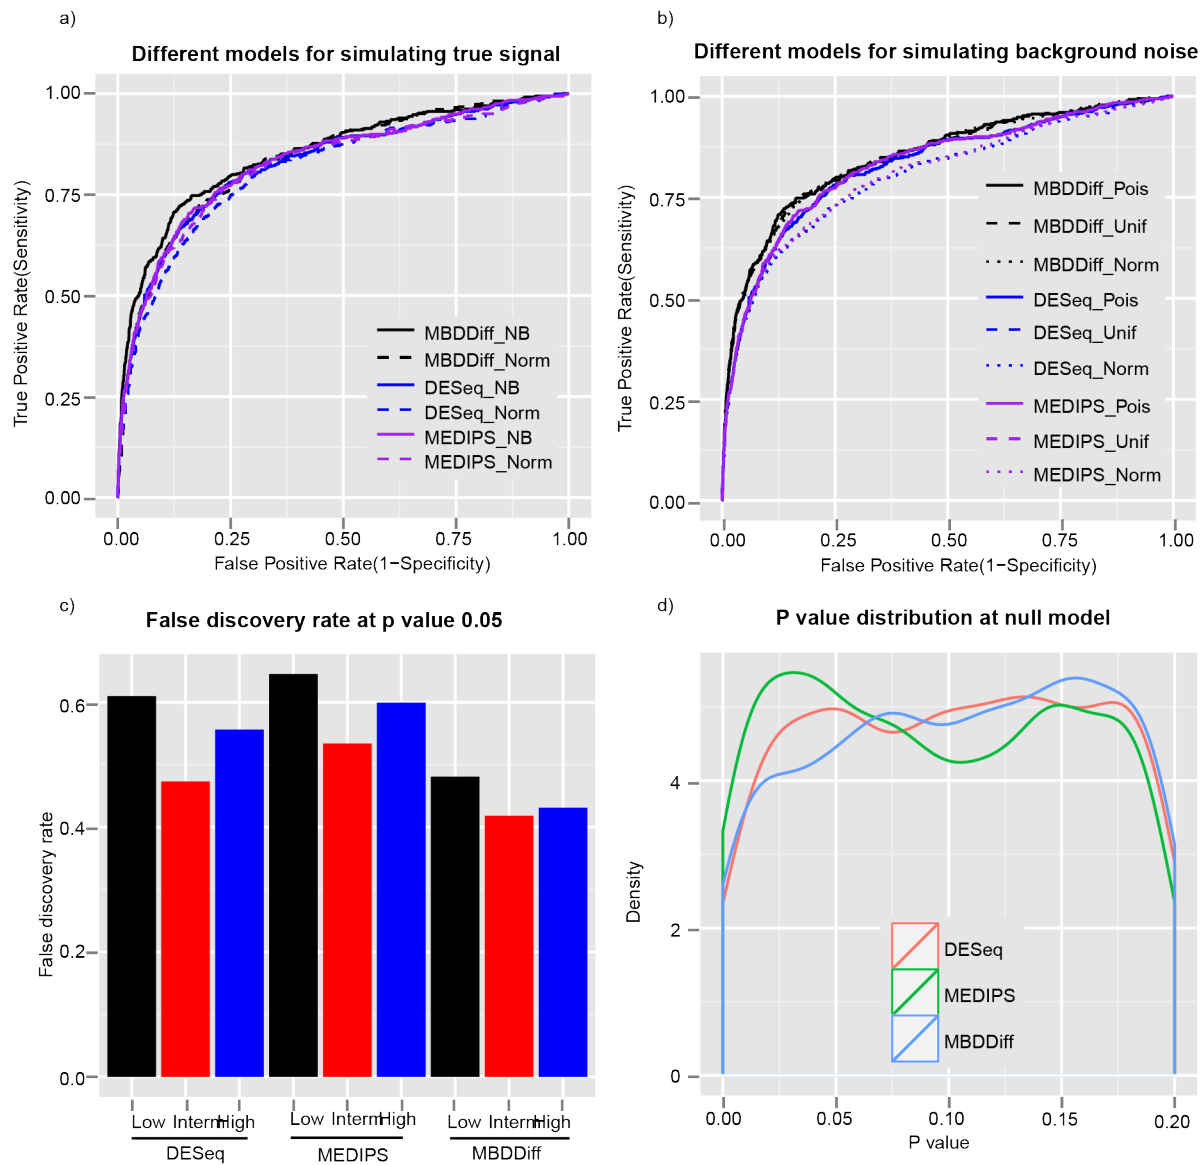 a)
Different models for simulating true signal
True Positive Rate(Sensitivity)
1.00
0.75
0.50
0.25
0.00
MBDDiff_NB
MBDDiff_Norm
DESeq_NB
DESeq_Norm
MEDIPS_NB
MEDIPS_Norm
0.00 0.25 0.50 0.75 1.00
False Positive Rate(1−Specificity)
b)
Different models for simulating background noise
True Positive Rate(Sensitivity)
1.00
0.75
0.50
0.25
0.00
MBDDiff_Pois
MBDDiff_Unif
MBDDiff_Norm
DESeq_Pois
DESeq_Unif
DESeq_Norm
MEDIPS_Pois
MEDIPS_Unif
MEDIPS_Norm
0.00 0.25 0.50 0.75 1.00
False Positive Rate(1−Specificity)
c)
False discovery rate at p value 0.05
False discovery rate
0.6
0.4
0.2
0.0
Low Interm High Low Interm High Low Interm High
DESeq MEDIPS MBDDiff
d)
P value distribution at null model
Density
4
2
0
DESeq
MEDIPS
MBDDiff
0.00 0.05 0.10 0.15 0.20
P value